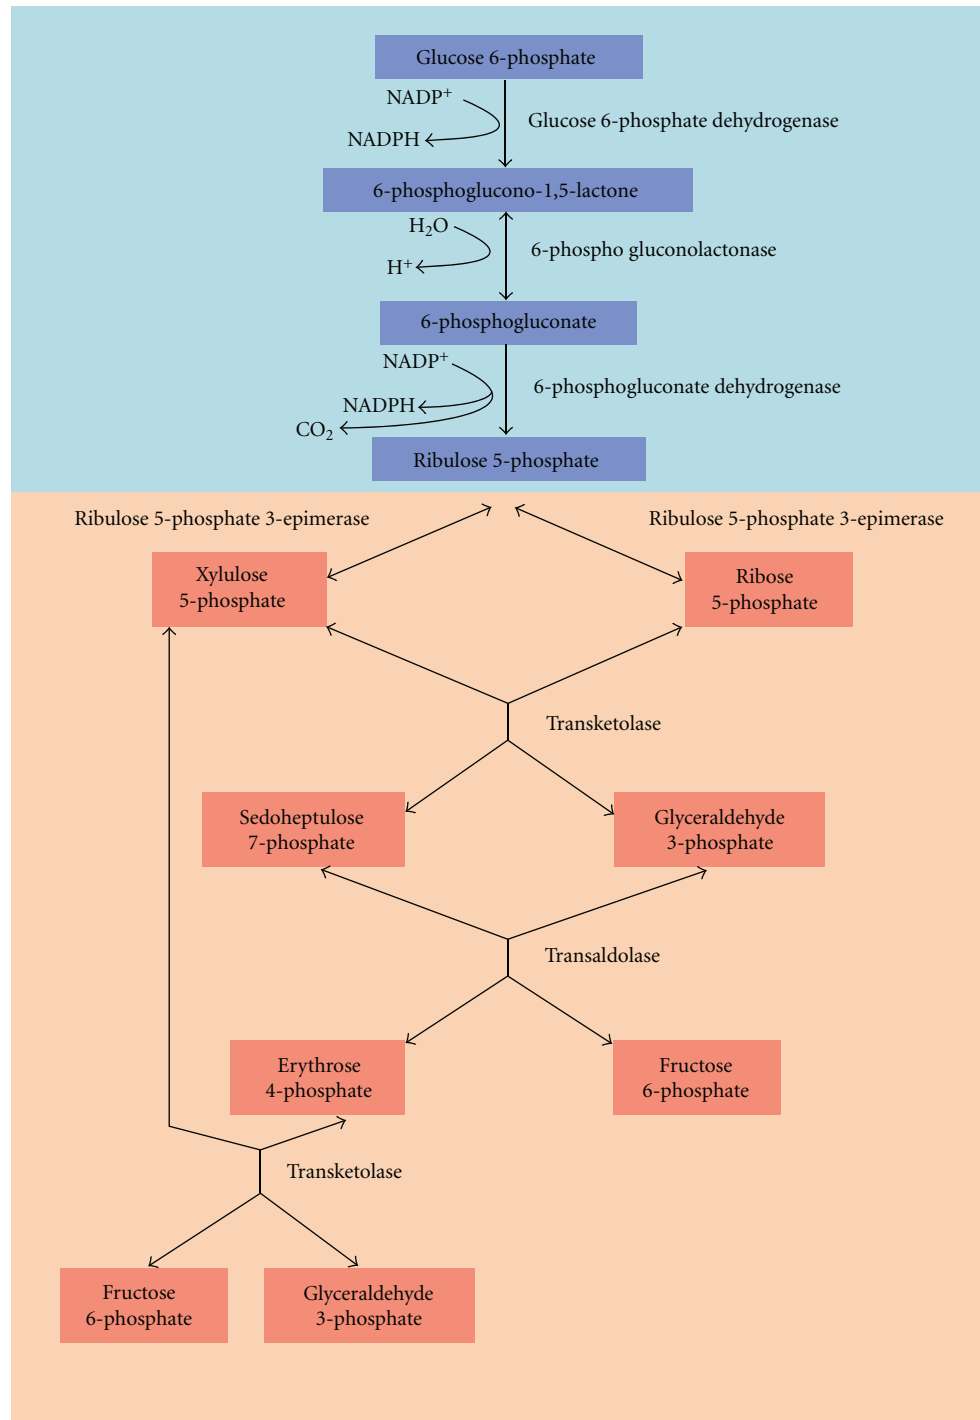 Glucose 6-phosphate
NADP⁺
Glucose 6-phosphate dehydrogenase
NADPH
6-phosphoglucono-1,5-lactone
H₂O
6-phospho gluconolactonase
H⁺
6-phosphogluconate
NADP⁺
6-phosphogluconate dehydrogenase
NADPH
CO₂
Ribulose 5-phosphate
Ribulose 5-phosphate 3-epimerase
Ribulose 5-phosphate 3-epimerase
Xylulose
5-phosphate
Ribose
5-phosphate
Transketolase
Sedoheptulose
7-phosphate
Glyceraldehyde
3-phosphate
Transaldolase
Erythrose
4-phosphate
Fructose
6-phosphate
Transketolase
Fructose
6-phosphate
Glyceraldehyde
3-phosphate